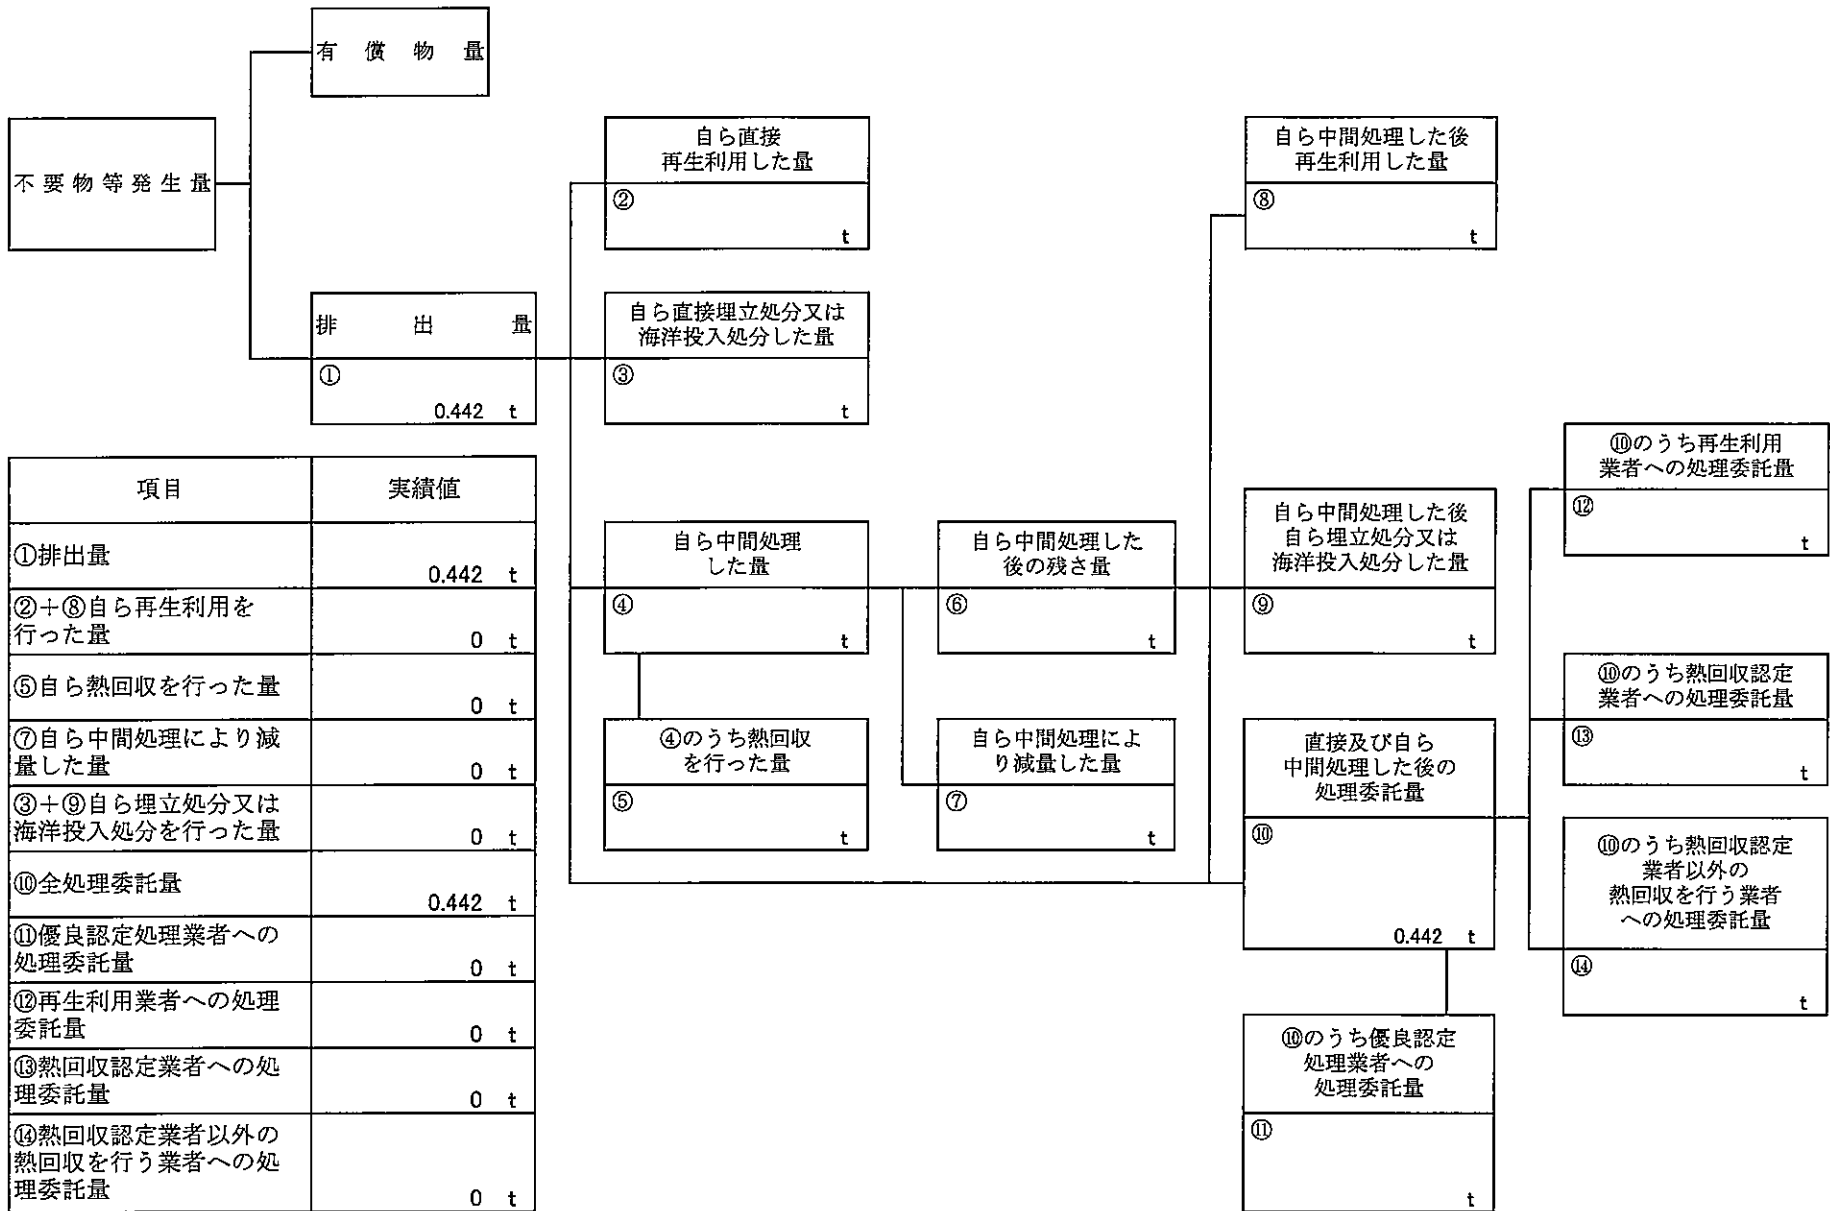 有償物量
不要物等発生量
排出量
①
0.442 t
自ら直接
再生利用した量
②
t
自ら直接埋立処分又は
海洋投入処分した量
③
t
自ら中間処理
した量
④
t
④のうち熱回収
を行った量
⑤
t
自ら中間処理した
後の残さ量
⑥
t
自ら中間処理によ
り減量した量
⑦
t
自ら中間処理した後
再生利用した量
⑧
t
自ら中間処理した後
自ら埋立処分又は
海洋投入処分した量
⑨
t
直接及び自ら
中間処理した後の
処理委託量
⑩
0.442 t
⑩のうち優良認定
処理業者への
処理委託量
⑪
t
⑩のうち再生利用
業者への処理委託量
⑫
t
⑩のうち熱回収認定
業者への処理委託量
⑬
t
⑩のうち熱回収認定
業者以外の
熱回収を行う業者
への処理委託量
⑭
t
項目 実績値
①排出量
0.442 t
②+⑧自ら再生利用を
行った量
0 t
⑤自ら熱回収を行った量
0 t
⑦自ら中間処理により減
量した量
0 t
③+⑨自ら埋立処分又は
海洋投入処分を行った量
0 t
⑩全処理委託量
0.442 t
⑪優良認定処理業者への
処理委託量
0 t
⑫再生利用業者への処理
委託量
0 t
⑬熱回収認定業者への処
理委託量
0 t
⑭熱回収認定業者以外の
熱回収を行う業者への処
理委託量
0 t